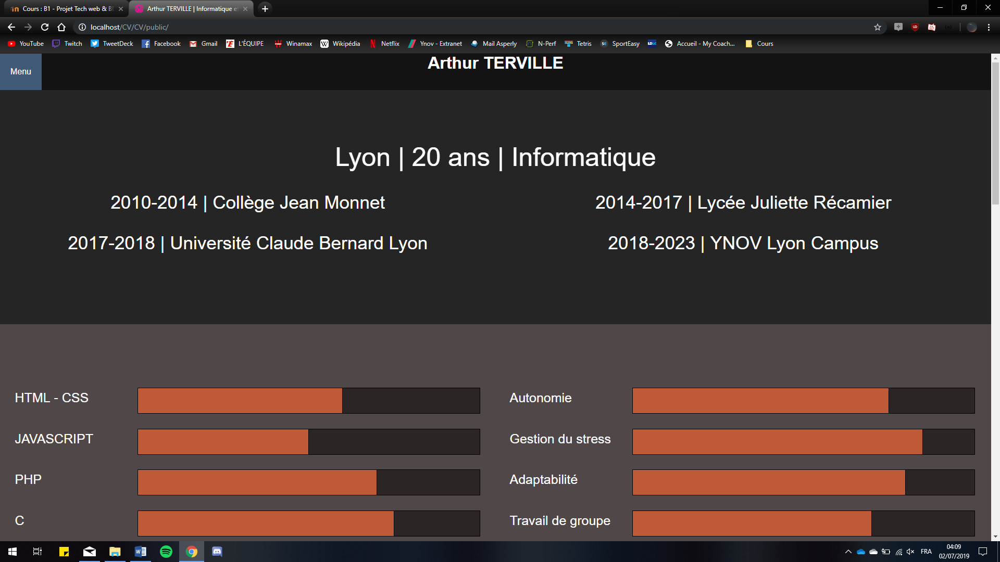 Cours : B1 - Projet Tech web & B
Arthur TERVILLE | Informatique e
localhost/CV/CV/public/
YouTube Twitch TweetDeck Facebook Gmail L'ÉQUIPE Winamax Wikipédia Netflix Ynov - Extranet Mail Asperly N-Perf Tetris SportEasy Accueil - My Coach... Cours
Menu
Arthur TERVILLE
Lyon | 20 ans | Informatique
2010-2014 | Collège Jean Monnet
2014-2017 | Lycée Juliette Récamier
2017-2018 | Université Claude Bernard Lyon
2018-2023 | YNOV Lyon Campus
HTML - CSS
Autonomie
JAVASCRIPT
Gestion du stress
PHP
Adaptabilité
C
Travail de groupe
FRA
04:09
02/07/2019